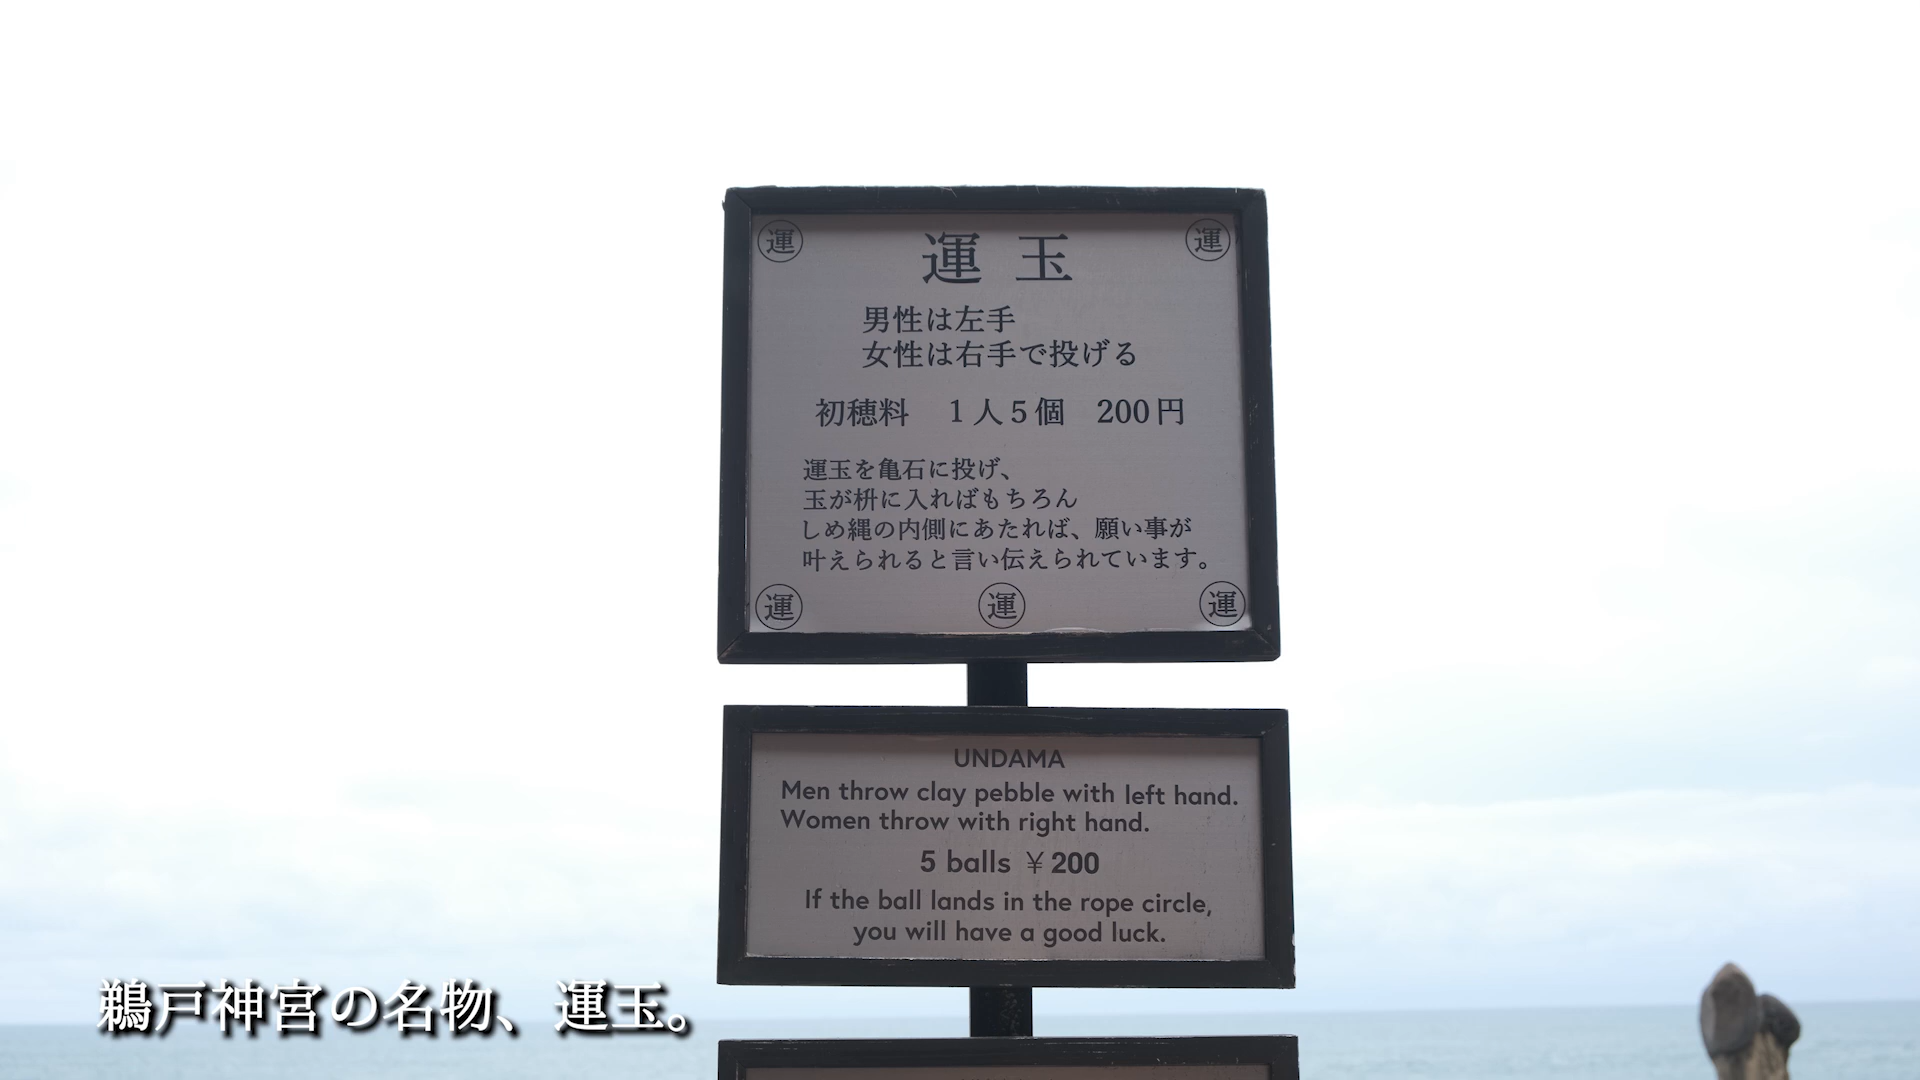 運 運
運 玉
男性は左手
女性は右手で投げる
初穂料 1人5個 200円
運玉を亀石に投げ、
玉が枡に入ればもちろん
しめ縄の内側にあたれば、願い事が
叶えられると言い伝えられています。
運 運 運
UNDAMA
Men throw clay pebble with left hand.
Women throw with right hand.
5 balls ￥200
If the ball lands in the rope circle,
you will have a good luck.
鵜戸神宮の名物、運玉。